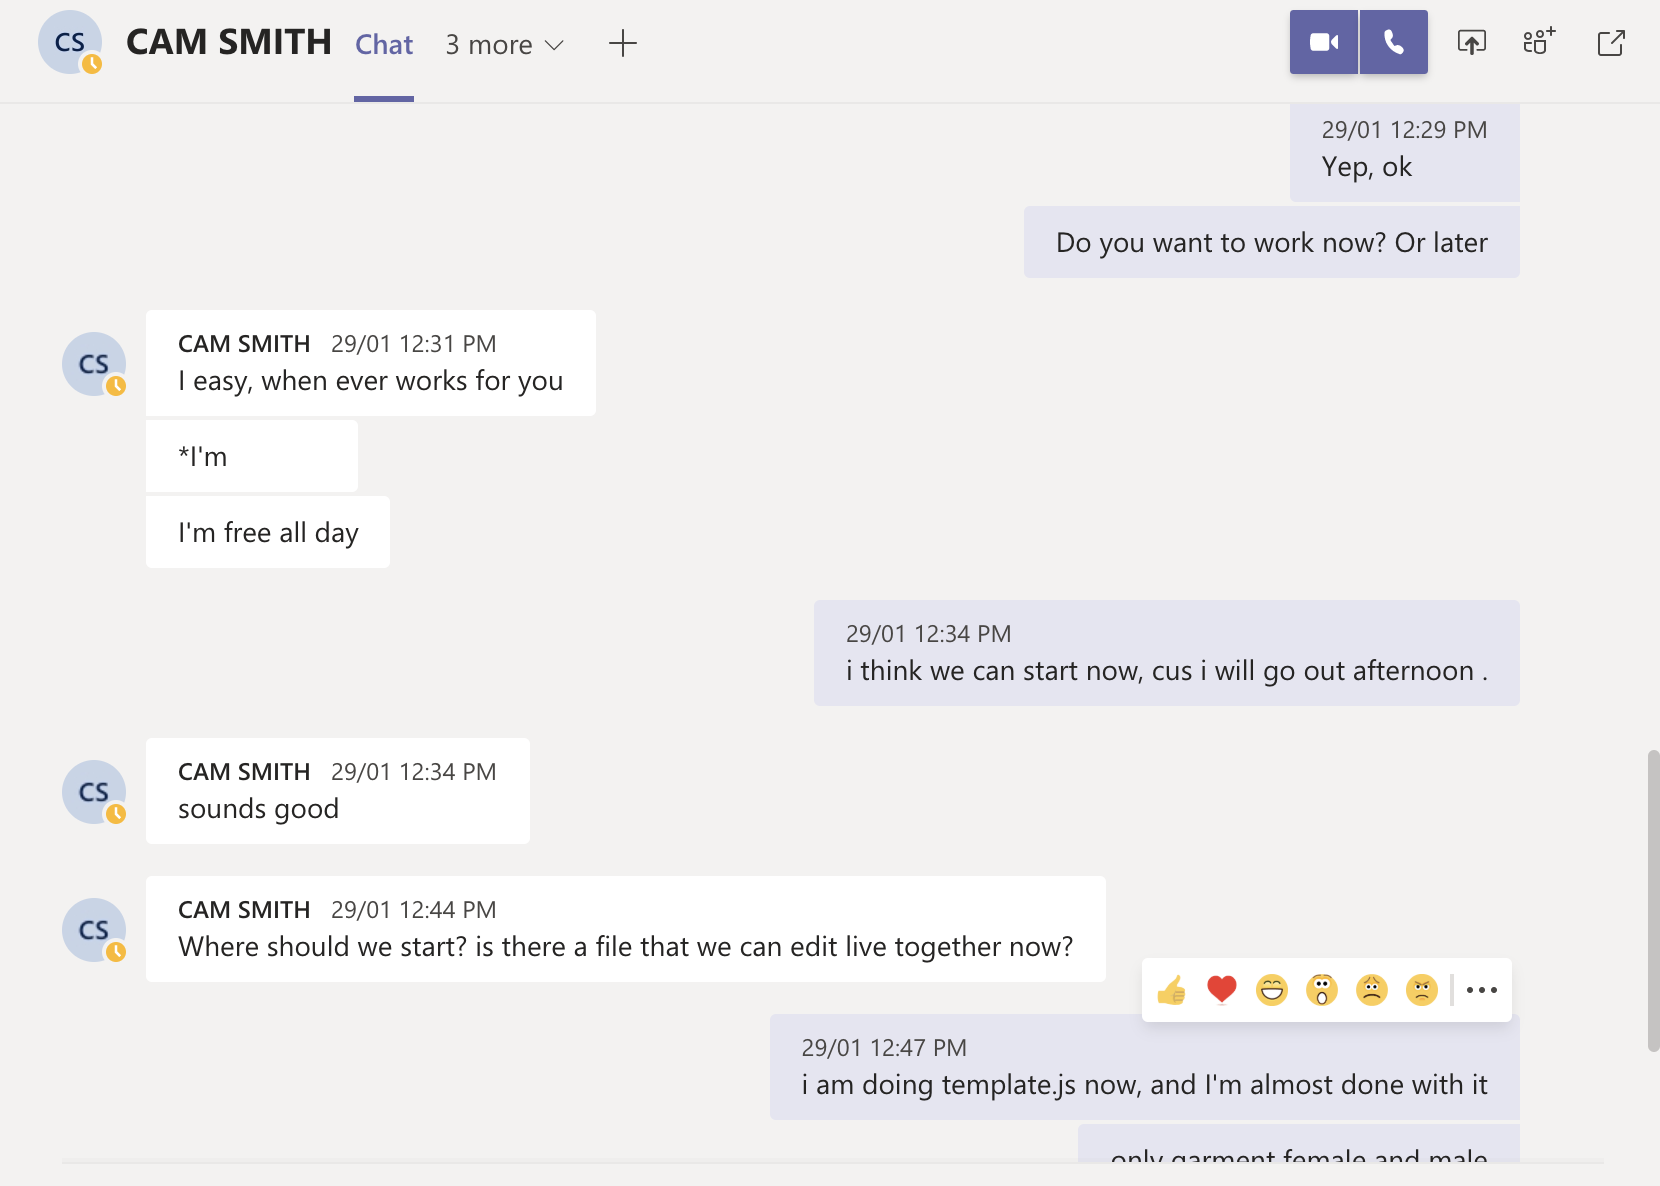 CS CAM SMITH Chat 3 more
29/01 12:29 PM
Yep, ok
Do you want to work now? Or later
CS CAM SMITH 29/01 12:31 PM
I easy, when ever works for you
*I'm
I'm free all day
29/01 12:34 PM
i think we can start now, cus i will go out afternoon .
CS CAM SMITH 29/01 12:34 PM
sounds good
CS CAM SMITH 29/01 12:44 PM
Where should we start? is there a file that we can edit live together now?
29/01 12:47 PM
i am doing template.js now, and I'm almost done with it
only garment female and male